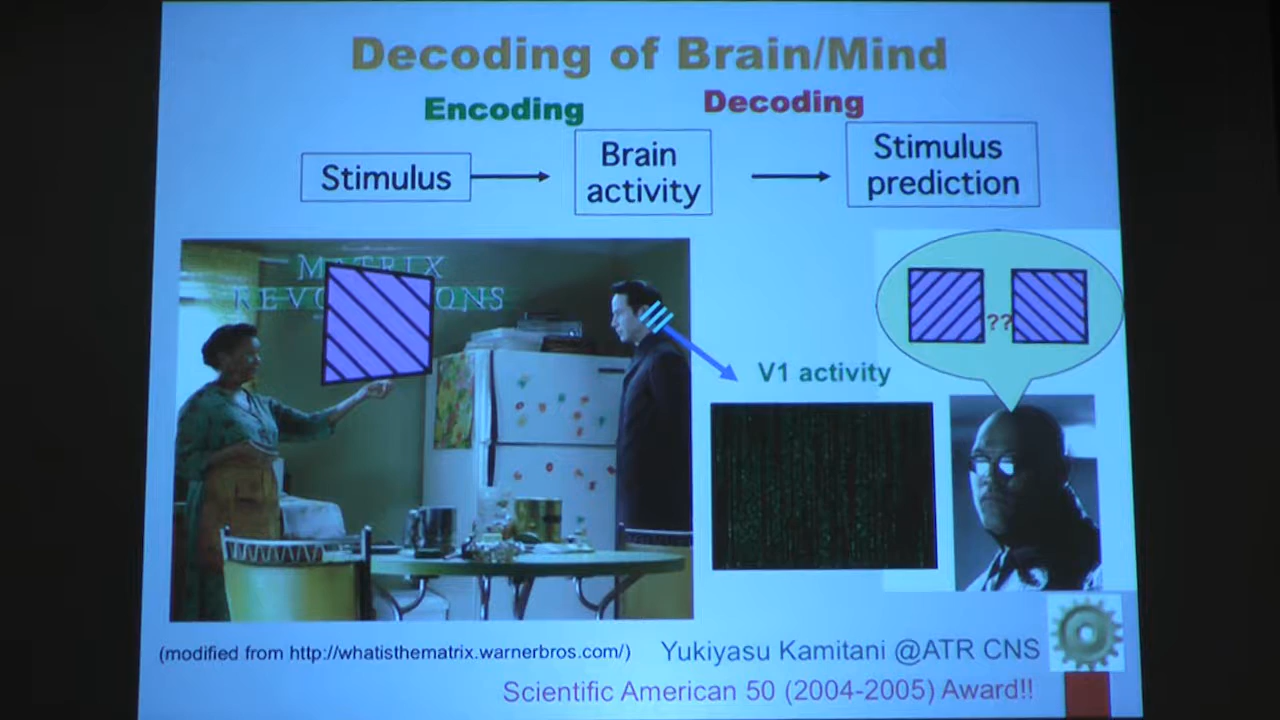 Decoding of Brain/Mind
Encoding
Decoding
Stimulus
Brain
activity
Stimulus
prediction
MATRIX
??
V1 activity
(modified from http://whatisthematrix.warnerbros.com/)
Yukiyasu Kamitani @ATR CNS
Scientific American 50 (2004-2005) Award!!